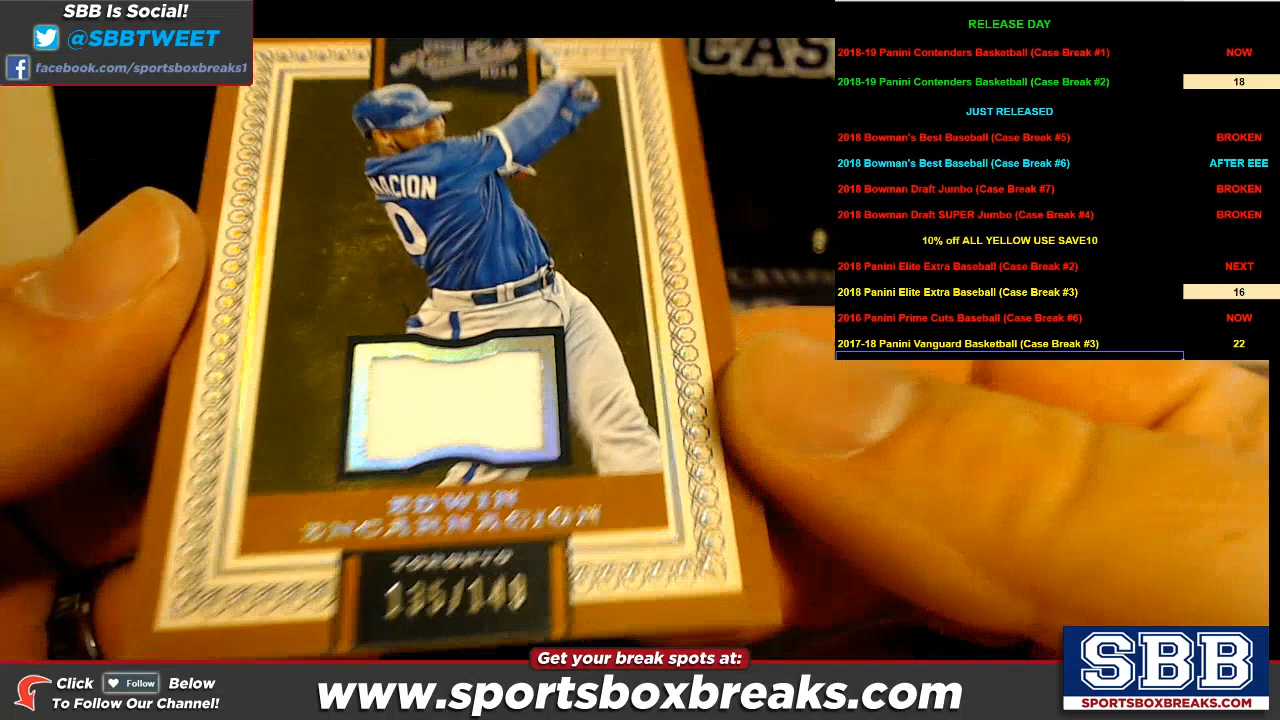 SBB Is Social!
@SBBTWEET
facebook.com/sportsboxbreaks1
RELEASE DAY
2018-19 Panini Contenders Basketball (Case Break #1) NOW
2018-19 Panini Contenders Basketball (Case Break #2) 18
JUST RELEASED
2018 Bowman's Best Baseball (Case Break #5) BROKEN
2018 Bowman's Best Baseball (Case Break #6) AFTER EEE
2018 Bowman Draft Jumbo (Case Break #7) BROKEN
2018 Bowman Draft SUPER Jumbo (Case Break #4) BROKEN
10% off ALL YELLOW USE SAVE10
2018 Panini Elite Extra Baseball (Case Break #2) NEXT
2018 Panini Elite Extra Baseball (Case Break #3) 16
2016 Panini Prime Cuts Baseball (Case Break #6) NOW
2017-18 Panini Vanguard Basketball (Case Break #3) 22
CAS
NACION
0
EDWIN
ENCARNACION
TORONTO
135/149
Get your break spots at:
www.sportsboxbreaks.com
Click Follow Below
To Follow Our Channel!
SBB
SPORTSBOXBREAKS.COM